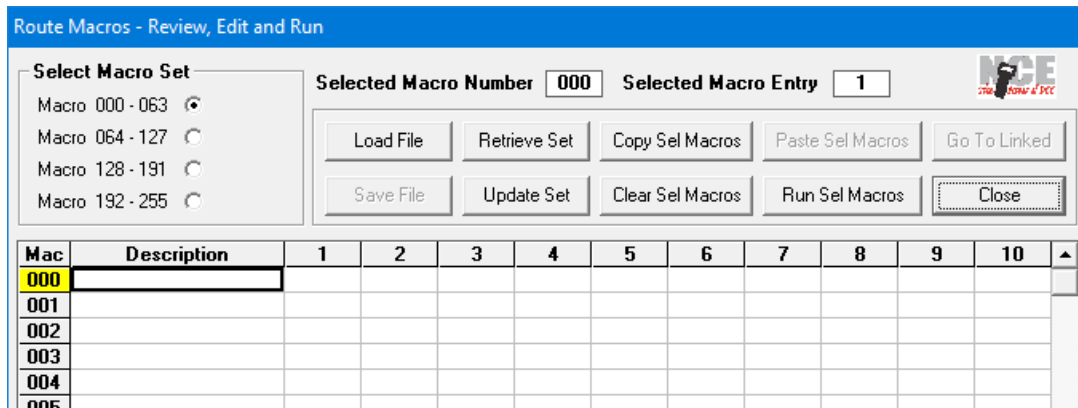 Route Macros - Review, Edit and Run
Select Macro Set
Macro 000 - 063
Macro 064 - 127
Macro 128 - 191
Macro 192 - 255
Selected Macro Number 000 Selected Macro Entry 1
NCE
Load File Retrieve Set Copy Sel Macros Paste Sel Macros Go To Linked
Save File Update Set Clear Sel Macros Run Sel Macros Close
Mac Description 1 2 3 4 5 6 7 8 9 10
000
001
002
003
004
005